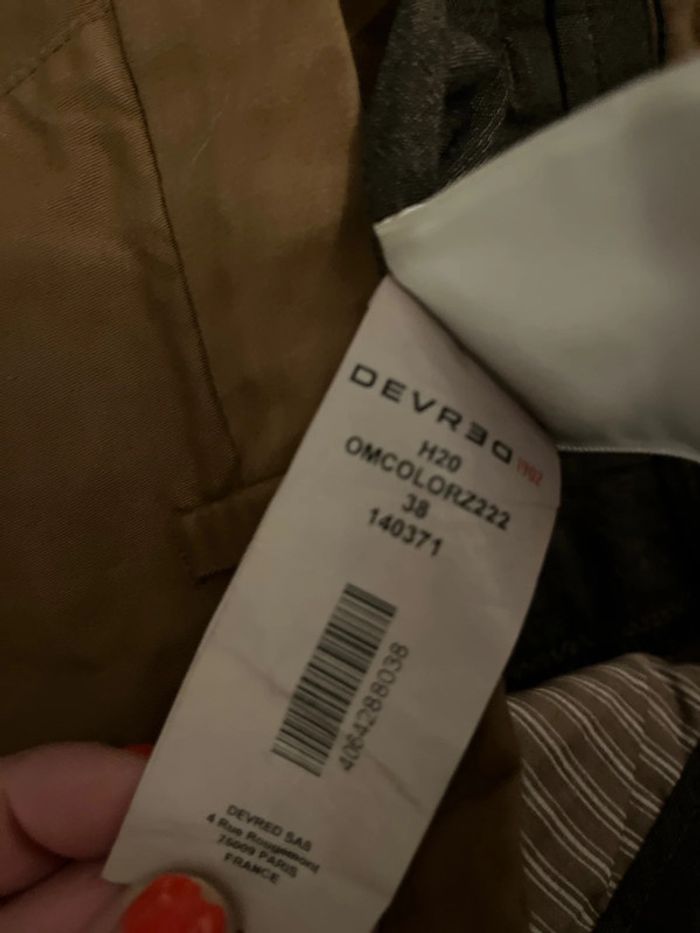 DEVRED 1902
H20
OMCOLORZ222
38
140371
4064288038
DEVRED SAS
4 Rue Rougemont
75009 PARIS
FRANCE